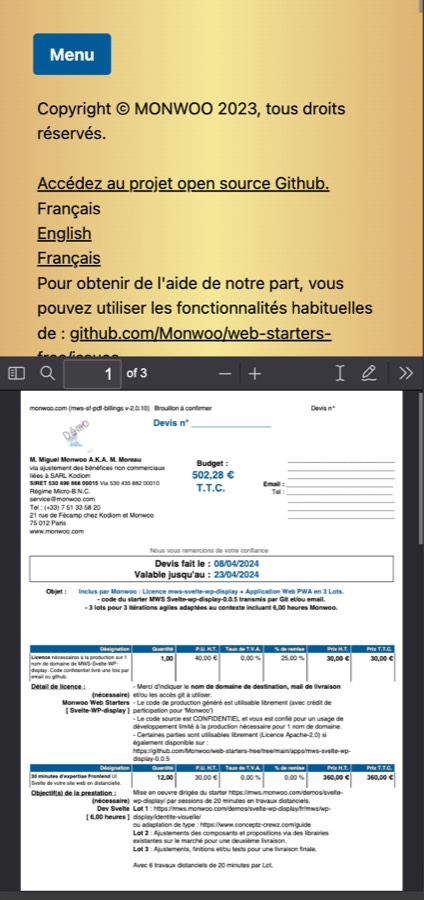 Menu
Copyright © MONWOO 2023, tous droits
réservés.
Accédez au projet open source Github.
Français
English
Français
Pour obtenir de l'aide de notre part, vous
pouvez utiliser les fonctionnalités habituelles
de : github.com/Monwoo/web-starters-
free/issues
1 of 3
monwoo.com (mws-sf-pdf-billings v-2.0.10) Brouillon à confirmer Devis n°
Démo
Devis n°
M. Miguel Monwoo A.K.A. M. Moreau
via ajustement des bénéfices non commerciaux
liées à SARL Kodiom
SIRET 530 496 868 00015 Via 530 435 882 00010
Régime Micro-B.N.C.
service@monwoo.com
Tel : (+33) 7 51 33 58 20
21 rue de Fécamp chez Kodiom et Monwoo
75 012 Paris
www.monwoo.com
Budget :
502,28 €
T.T.C.
Email :
Tel :
Nous vous remercions de votre confiance
Devis fait le : 08/04/2024
Valable jusqu'au : 23/04/2024
Objet : Inclus par Monwoo : Licence mws-svelte-wp-display + Application Web PWA en 3 Lots.
- code du starter MWS Svelte-wp-display-0.0.5 transmis par Git et/ou email.
- 3 lots pour 3 itérations agiles adaptées au contexte incluant 6,00 heures Monwoo.
Désignation Quantité P.U. H.T. Taux de T.V.A. % de remise Prix H.T. Prix T.T.C.
Licence nécessaires à la production sur 1
nom de domaine de MWS-Svelte-WP-
display. Code confidentiel livré une fois par
email ou github.
1,00 40,00 € 0,00 % 25,00 % 30,00 € 30,00 €
Détail de licence :
(nécessaire)
Monwoo Web Starters
[ Svelte-WP-display ]
- Merci d'indiquer le nom de domaine de destination, mail de livraison
et/ou les accès git à utiliser.
- Le code de production généré est utilisable librement (avec crédit de
participation pour 'Monwoo')
- Le code source est CONFIDENTIEL et vous est confié pour un usage de
développement limité à la production nécessaire pour 1 nom de domaine.
- Certaines parties sont utilisables librement (Licence Apache-2.0) si
également disponible sur :
https://github.com/Monwoo/web-starters-free/tree/main/apps/mws-svelte-wp-
display-0.0.5
Désignation Quantité P.U. H.T. Taux de T.V.A. % de remise Prix H.T. Prix T.T.C.
30 minutes d'expertise Frontend UI
Svelte de votre site web en distancielle.
12,00 30,00 € 0,00 % 0,00 % 360,00 € 360,00 €
Objectif(s) de la prestation :
(nécessaire)
Dev Svelte
[ 6,00 heures ]
Mise en oeuvre dirigée du starter https://mws.monwoo.com/demos/svelte-
wp-display/ par sessions de 20 minutes en travaux distanciels.
Lot 1 : https://mws.monwoo.com/demos/svelte-wp-display/fr/mws/wp-
display/identite-visuelle/
ou adaptation de type : https://www.conceptz-crewz.com/guide
Lot 2 : Ajustements des composants et propositions via des librairies
existantes sur le marché pour une deuxième livraison.
Lot 3 : Ajustements, finitions et/ou tests pour une livraison finale.
Avec 6 travaux distanciels de 20 minutes par Lot.